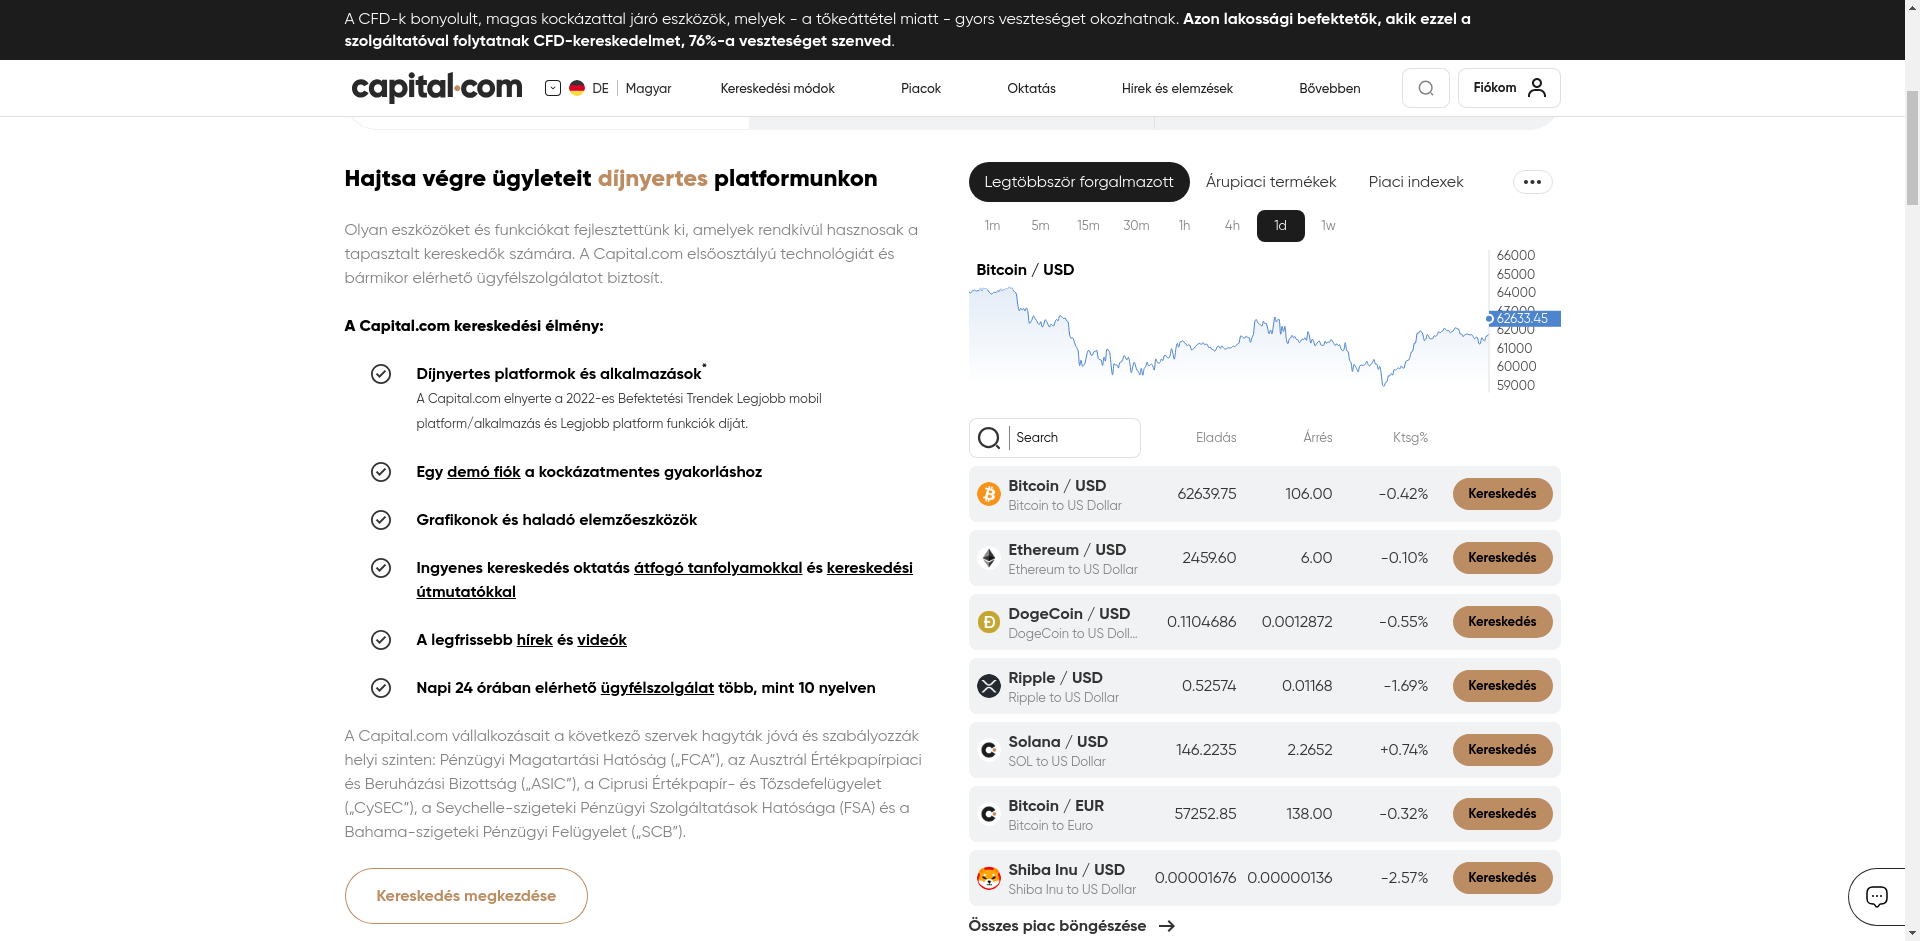 A CFD-k bonyolult, magas kockázattal járó eszközök, melyek - a tőkeáttétel miatt - gyors veszteséget okozhatnak. Azon lakossági befektetők, akik ezzel a
szolgáltatóval folytatnak CFD-kereskedelmet, 76%-a veszteséget szenved.
capital.com DE Magyar Kereskedési módok Piacok Oktatás Hírek és elemzések Bővebben Fiókom
Hajtsa végre ügyleteit díjnyertes platformunkon
Olyan eszközöket és funkciókat fejlesztettünk ki, amelyek rendkívül hasznosak a
tapasztalt kereskedők számára. A Capital.com elsőosztályú technológiát és
bármikor elérhető ügyfélszolgálatot biztosít.
A Capital.com kereskedési élmény:
Díjnyertes platformok és alkalmazások*
A Capital.com elnyerte a 2022-es Befektetési Trendek Legjobb mobil
platform/alkalmazás és Legjobb platform funkciók díját.
Egy demó fiók a kockázatmentes gyakorláshoz
Grafikonok és haladó elemzőeszközök
Ingyenes kereskedés oktatás átfogó tanfolyamokkal és kereskedési
útmutatókkal
A legfrissebb hírek és videók
Napi 24 órában elérhető ügyfélszolgálat több, mint 10 nyelven
A Capital.com vállalkozásait a következő szervek hagyták jóvá és szabályozzák
helyi szinten: Pénzügyi Magatartási Hatóság („FCA”), az Ausztrál Értékpapírpiaci
és Beruházási Bizottság („ASIC”), a Ciprusi Értékpapír- és Tőzsdefelügyelet
(„CySEC”), a Seychelle-szigeteki Pénzügyi Szolgáltatások Hatósága (FSA) és a
Bahama-szigeteki Pénzügyi Felügyelet („SCB”).
Kereskedés megkezdése
Legtöbbször forgalmazott Árupiaci termékek Piaci indexek
1m 5m 15m 30m 1h 4h 1d 1w
Bitcoin / USD
66000
65000
64000
63000
62633.45
62000
61000
60000
59000
Search Eladás Árrés Ktsg%
Bitcoin / USD 62639.75 106.00 -0.42% Kereskedés
Bitcoin to US Dollar
Ethereum / USD 2459.60 6.00 -0.10% Kereskedés
Ethereum to US Dollar
DogeCoin / USD 0.1104686 0.0012872 -0.55% Kereskedés
DogeCoin to US Doll...
Ripple / USD 0.52574 0.01168 -1.69% Kereskedés
Ripple to US Dollar
Solana / USD 146.2235 2.2652 +0.74% Kereskedés
SOL to US Dollar
Bitcoin / EUR 57252.85 138.00 -0.32% Kereskedés
Bitcoin to Euro
Shiba Inu / USD 0.00001676 0.00000136 -2.57% Kereskedés
Shiba Inu to US Dollar
Összes piac böngészése